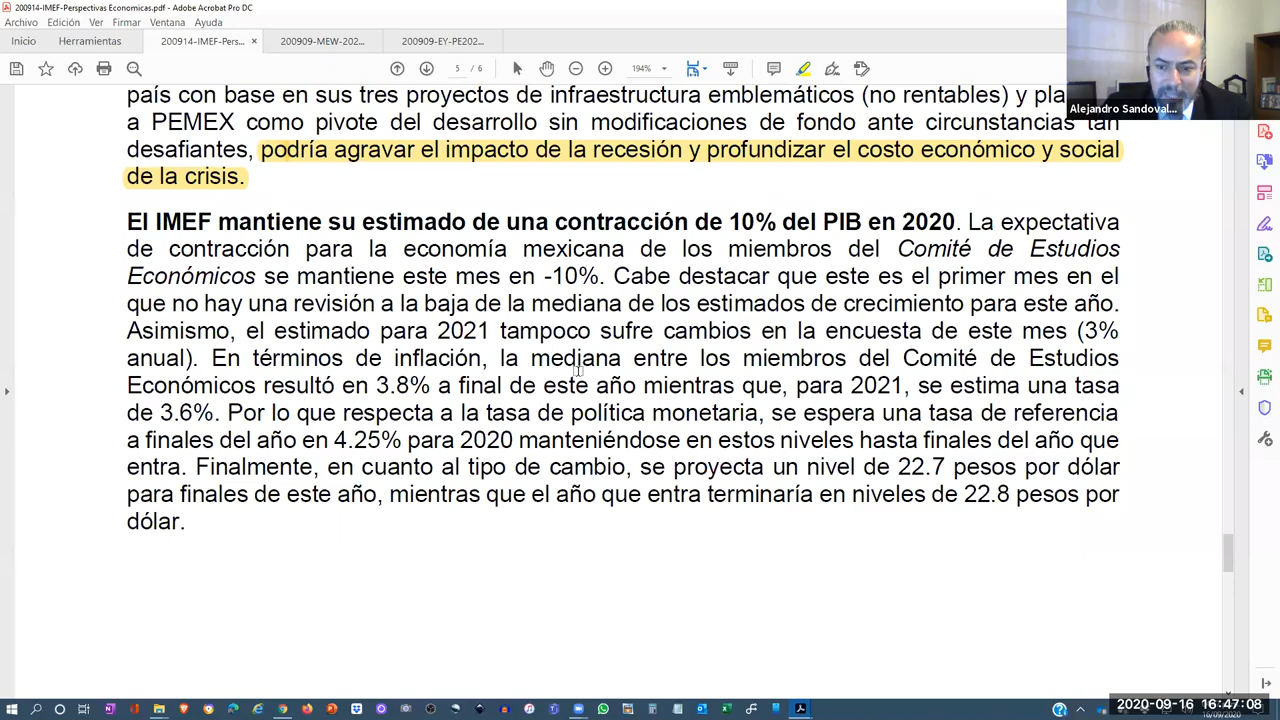 200914-IMEF-Perspectivas Economicas.pdf - Adobe Acrobat Pro DC
Archivo Edición Ver Firmar Ventana Ayuda
Inicio Herramientas 200914-IMEF-Pers... × 200909-MEW-202... 200909-EY-PE202...
5 / 6 194%
Alejandro Sandoval...
país con base en sus tres proyectos de infraestructura emblemáticos (no rentables) y
a PEMEX como pivote del desarrollo sin modificaciones de fondo ante circunstancias tan
desafiantes, podría agravar el impacto de la recesión y profundizar el costo económico y social
de la crisis.
El IMEF mantiene su estimado de una contracción de 10% del PIB en 2020. La expectativa
de contracción para la economía mexicana de los miembros del Comité de Estudios
Económicos se mantiene este mes en -10%. Cabe destacar que este es el primer mes en el
que no hay una revisión a la baja de la mediana de los estimados de crecimiento para este año.
Asimismo, el estimado para 2021 tampoco sufre cambios en la encuesta de este mes (3%
anual). En términos de inflación, la mediana entre los miembros del Comité de Estudios
Económicos resultó en 3.8% a final de este año mientras que, para 2021, se estima una tasa
de 3.6%. Por lo que respecta a la tasa de política monetaria, se espera una tasa de referencia
a finales del año en 4.25% para 2020 manteniéndose en estos niveles hasta finales del año que
entra. Finalmente, en cuanto al tipo de cambio, se proyecta un nivel de 22.7 pesos por dólar
para finales de este año, mientras que el año que entra terminaría en niveles de 22.8 pesos por
dólar.
2020-09-16 16:47:08